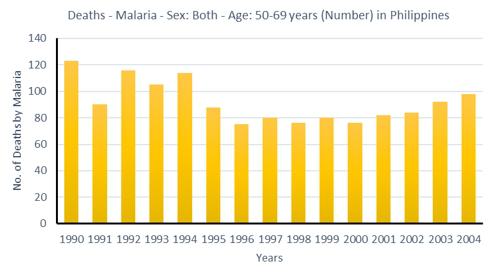 Deaths - Malaria - Sex: Both - Age: 50-69 years (Number) in Philippines
No. of Deaths by Malaria
140
120
100
80
60
40
20
0
1990 1991 1992 1993 1994 1995 1996 1997 1998 1999 2000 2001 2002 2003 2004
Years